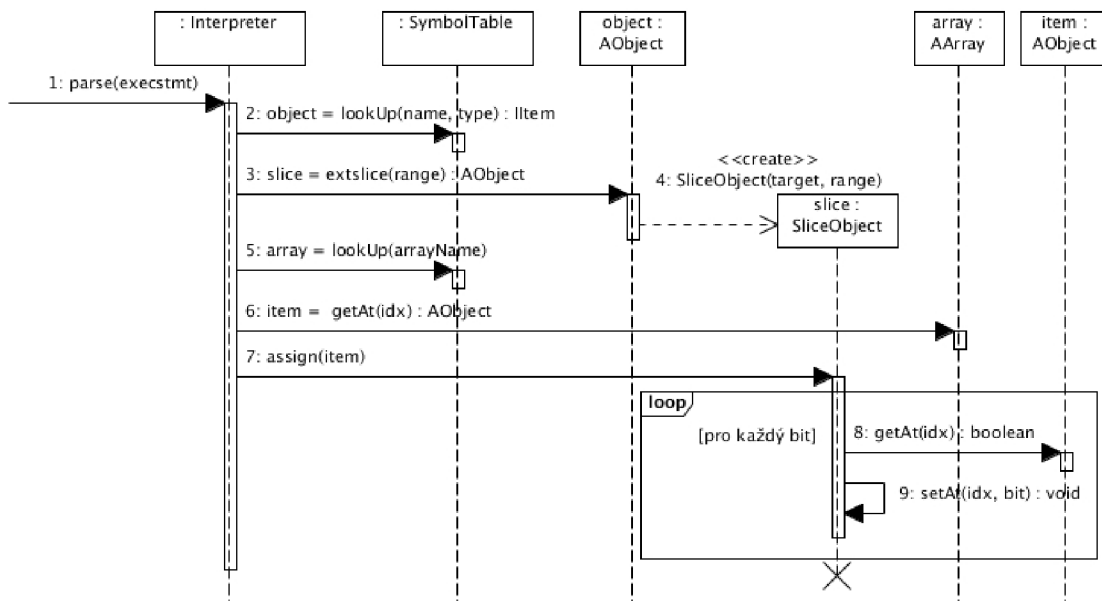 : Interpreter
: SymbolTable
object :
AObject
array :
AArray
item :
AObject
1: parse(execstmt)
2: object = lookUp(name, type) : IItem
3: slice = extslice(range) : AObject
<<create>>
4: SliceObject(target, range)
slice :
SliceObject
5: array = lookUp(arrayName)
6: item = getAt(idx) : AObject
7: assign(item)
loop
[pro každý bit]
8: getAt(idx) : boolean
9: setAt(idx, bit) : void